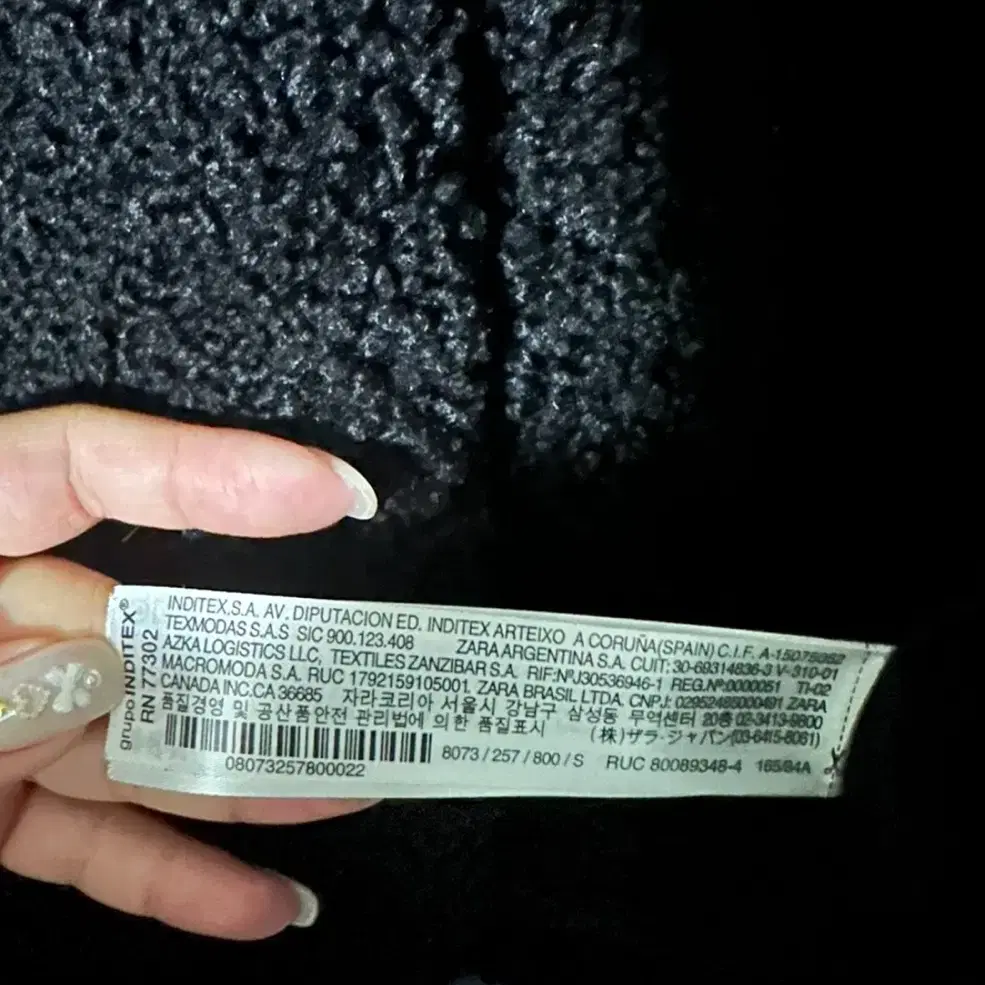 grupo INDITEX®
RN 77302
INDITEX,S.A. AV. DIPUTACION ED. INDITEX ARTEIXO A CORUÑA(SPAIN) C.I.F. A-15075062
TEXMODAS S.A.S SIC 900.123.408 ZARA ARGENTINA S.A. CUIT: 30-69314836-3 V-310-01
AZKA LOGISTICS LLC, TEXTILES ZANZIBAR S.A. RIF:NºJ30536946-1 REG.Nº:0000051 TI-02
MACROMODA S.A. RUC 1792159105001. ZARA BRASIL LTDA. CNPJ: 02952485000491 ZARA
CANADA INC.CA 36685 자라코리아 서울시 강남구 삼성동 무역센터 20층 02-3413-9800
품질경영 및 공산품안전 관리법에 의한 품질표시 (株)ザラ・ジャパン(03-6415-8061)
08073257800022 8073 / 257 / 800 / S RUC 80089348-4 165/84A